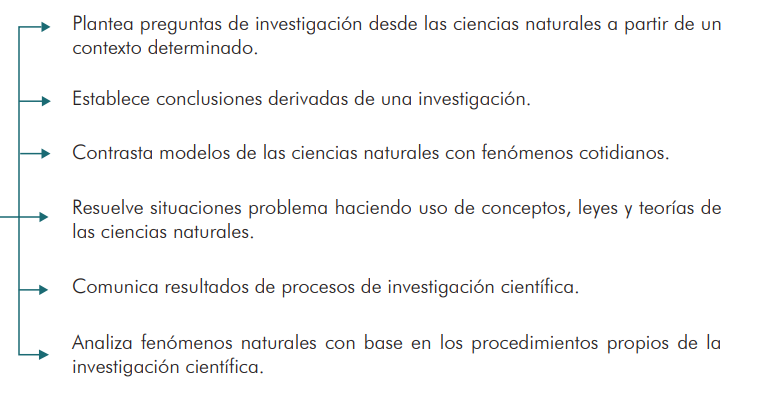 Plantea preguntas de investigación desde las ciencias naturales a partir de un
contexto determinado.
Establece conclusiones derivadas de una investigación.
Contrasta modelos de las ciencias naturales con fenómenos cotidianos.
Resuelve situaciones problema haciendo uso de conceptos, leyes y teorías de
las ciencias naturales.
Comunica resultados de procesos de investigación científica.
Analiza fenómenos naturales con base en los procedimientos propios de la
investigación científica.